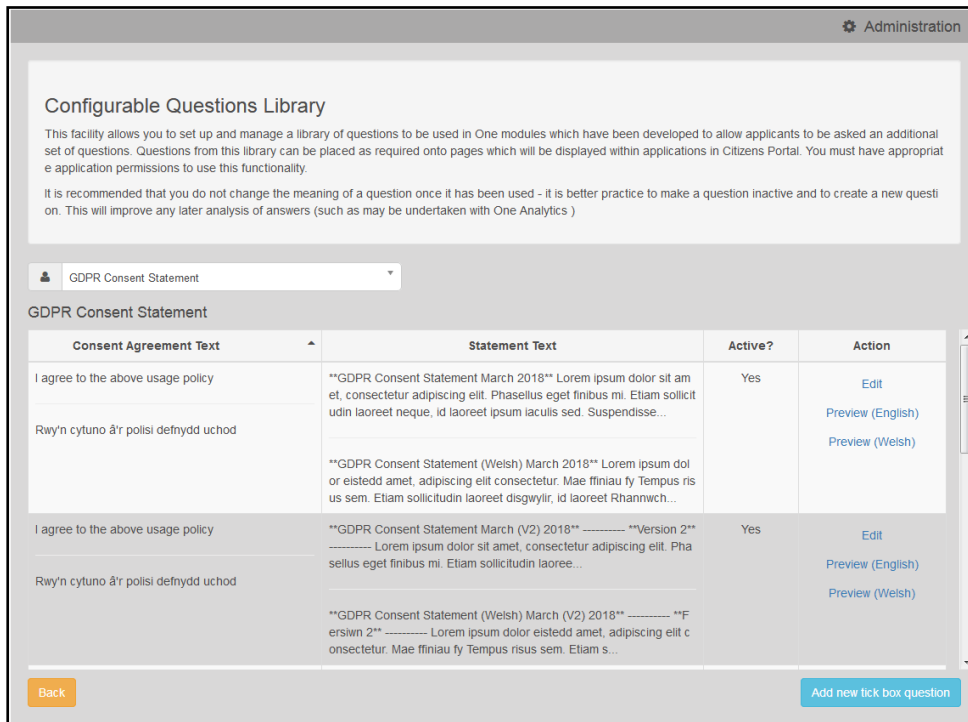 Administration
Configurable Questions Library
This facility allows you to set up and manage a library of questions to be used in One modules which have been developed to allow applicants to be asked an additional
set of questions. Questions from this library can be placed as required onto pages which will be displayed within applications in Citizens Portal. You must have appropriat
e application permissions to use this functionality.
It is recommended that you do not change the meaning of a question once it has been used - it is better practice to make a question inactive and to create a new questi
on. This will improve any later analysis of answers (such as may be undertaken with One Analytics )
GDPR Consent Statement
GDPR Consent Statement
Consent Agreement Text
Statement Text
Active?
Action
I agree to the above usage policy
Rwy'n cytuno â'r polisi defnydd uchod
**GDPR Consent Statement March 2018** Lorem ipsum dolor sit am
et, consectetur adipiscing elit. Phasellus eget finibus mi. Etiam sollicit
udin laoreet neque, id laoreet ipsum iaculis sed. Suspendisse...
**GDPR Consent Statement (Welsh) March 2018** Lorem ipsum dol
or eistedd amet, adipiscing elit consectetur. Mae ffiniau fy Tempus ris
us sem. Etiam sollicitudin laoreet disgwylir, id laoreet Rhannwch...
Yes
Edit
Preview (English)
Preview (Welsh)
I agree to the above usage policy
Rwy'n cytuno â'r polisi defnydd uchod
**GDPR Consent Statement March (V2) 2018** ---------- **Version 2**
---------- Lorem ipsum dolor sit amet, consectetur adipiscing elit. Pha
sellus eget finibus mi. Etiam sollicitudin laoree...
**GDPR Consent Statement (Welsh) March (V2) 2018** ---------- **F
ersiwn 2** ---------- Lorem ipsum dolor eistedd amet, adipiscing elit c
onsectetur. Mae ffiniau fy Tempus risus sem. Etiam s...
Yes
Edit
Preview (English)
Preview (Welsh)
Back
Add new tick box question